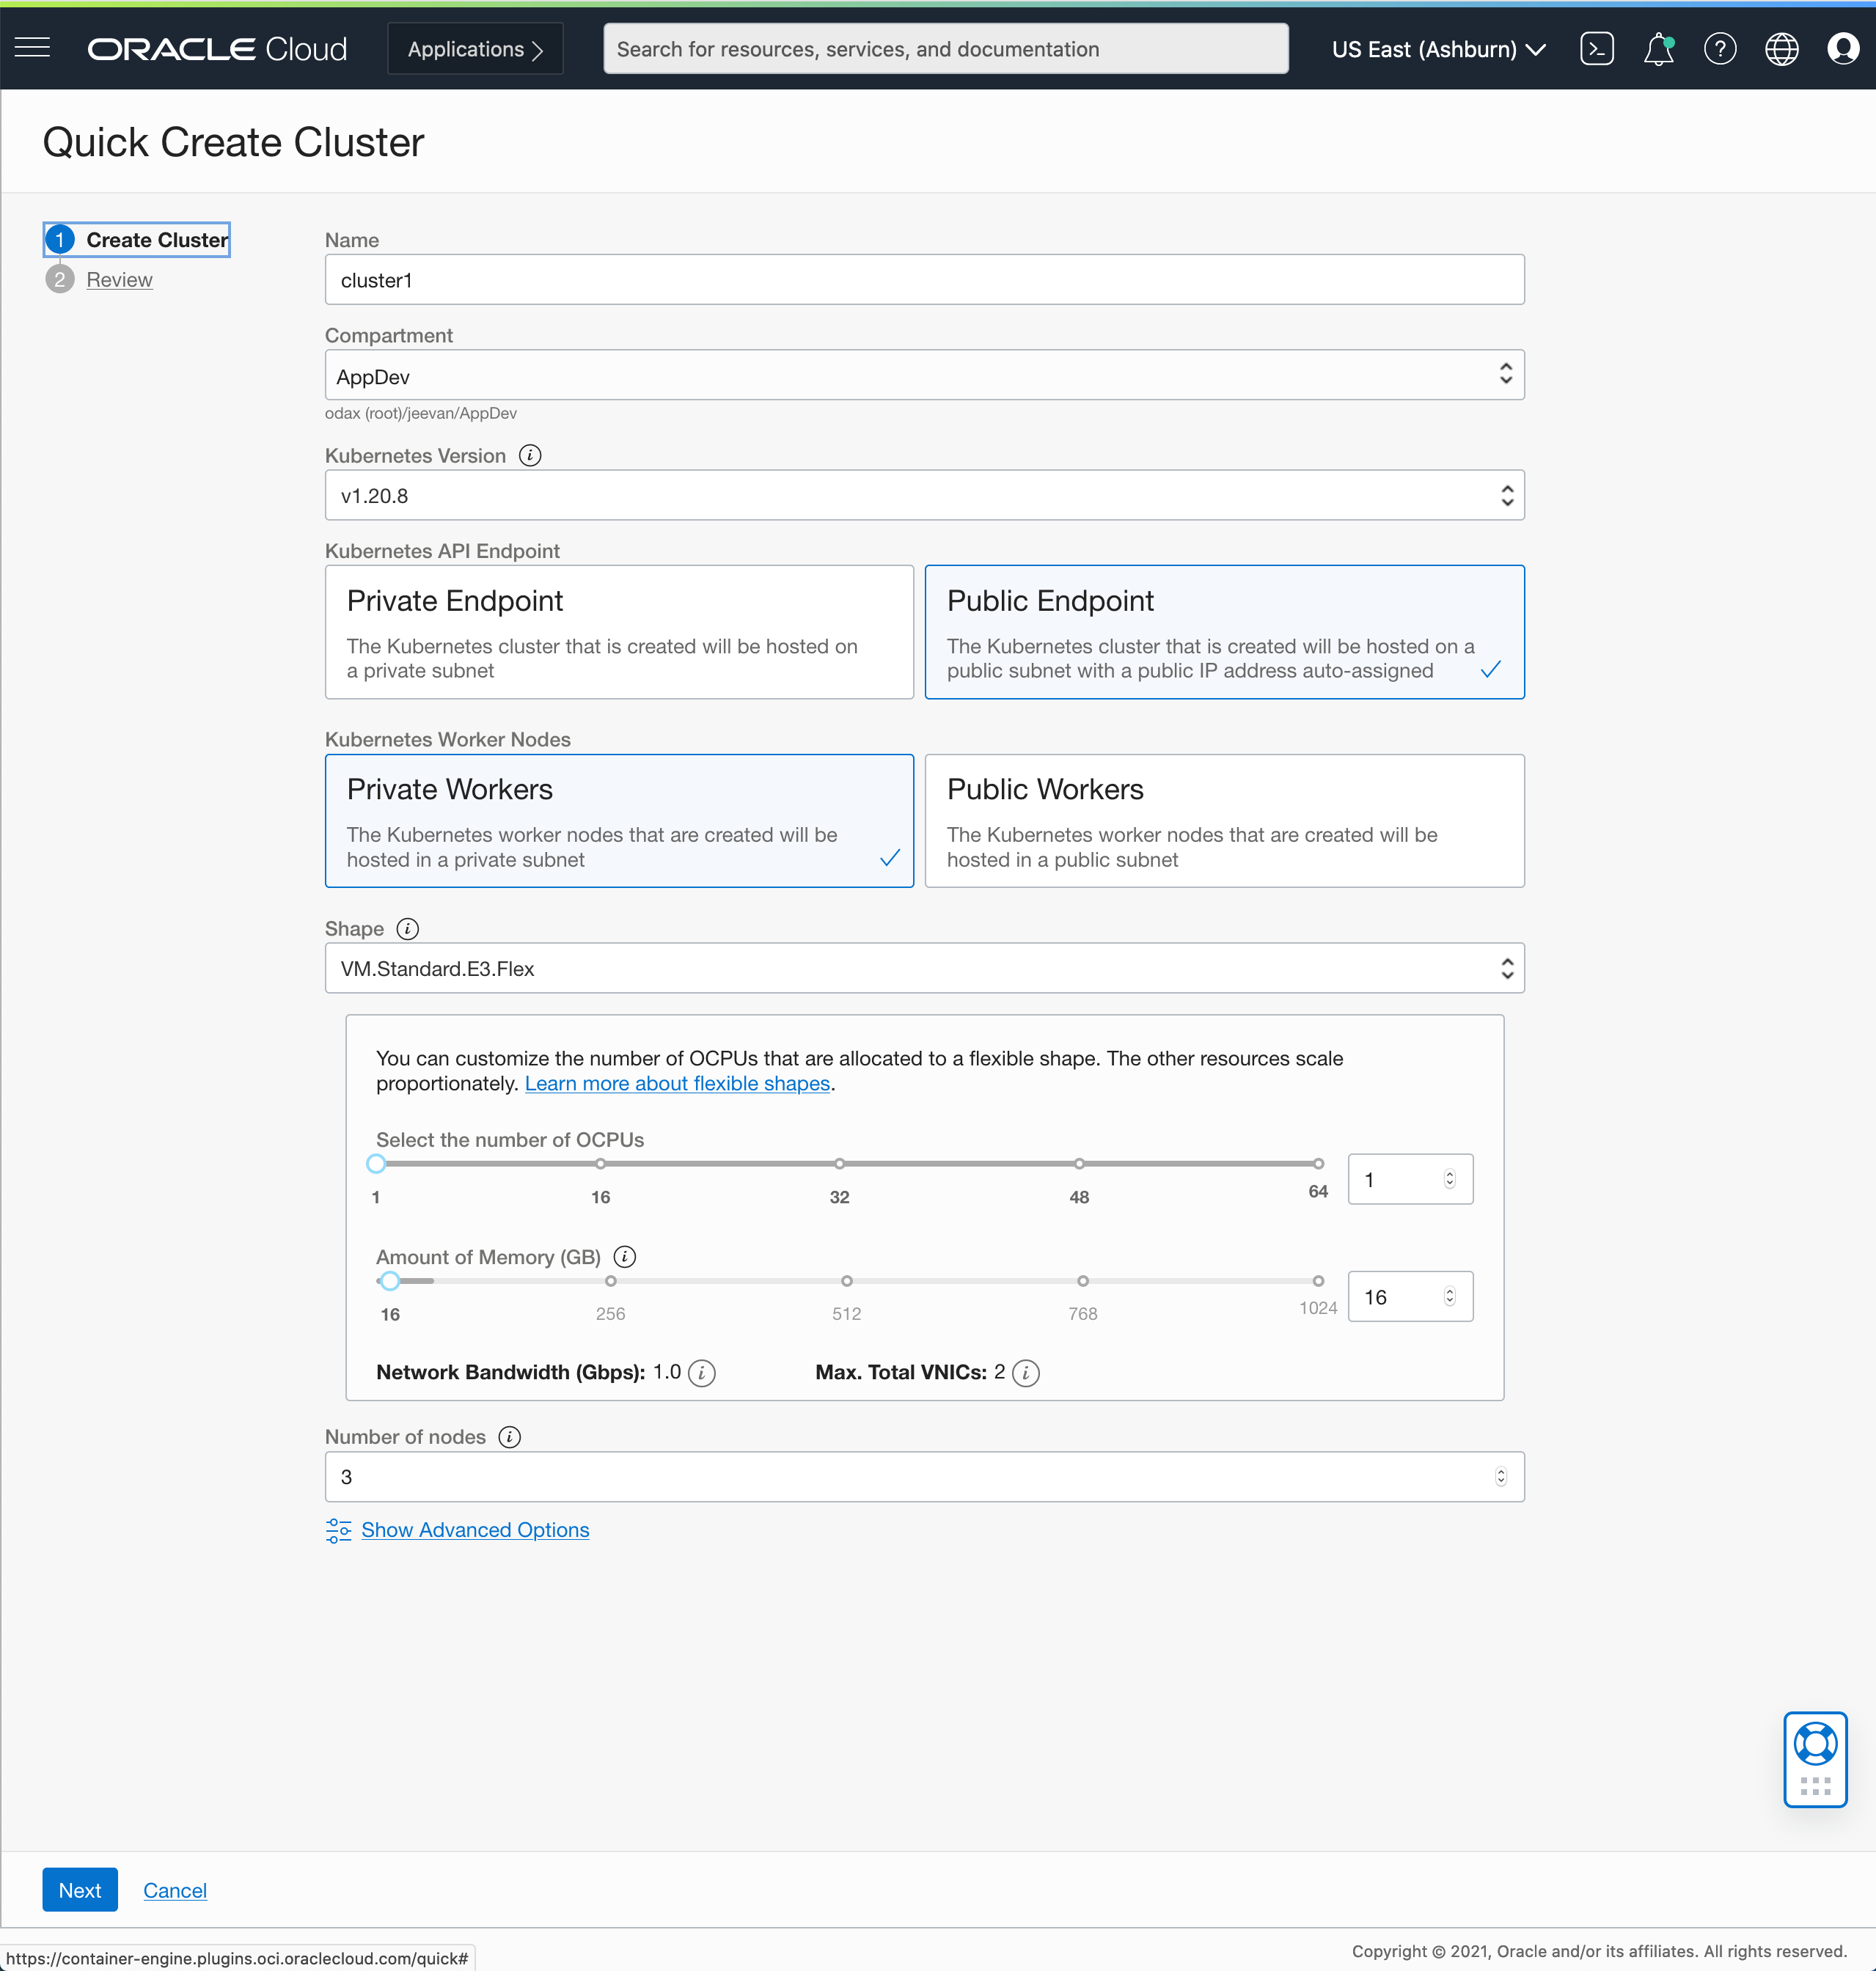 ORACLE Cloud
Applications
Search for resources, services, and documentation
US East (Ashburn)
Quick Create Cluster
1 Create Cluster
2 Review
Name
cluster1
Compartment
AppDev
odax (root)/jeevan/AppDev
Kubernetes Version
v1.20.8
Kubernetes API Endpoint
Private Endpoint
The Kubernetes cluster that is created will be hosted on
a private subnet
Public Endpoint
The Kubernetes cluster that is created will be hosted on a
public subnet with a public IP address auto-assigned
Kubernetes Worker Nodes
Private Workers
The Kubernetes worker nodes that are created will be
hosted in a private subnet
Public Workers
The Kubernetes worker nodes that are created will be
hosted in a public subnet
Shape
VM.Standard.E3.Flex
You can customize the number of OCPUs that are allocated to a flexible shape. The other resources scale
proportionately. Learn more about flexible shapes.
Select the number of OCPUs
1 16 32 48 64
1
Amount of Memory (GB)
16 256 512 768 1024
16
Network Bandwidth (Gbps): 1.0
Max. Total VNICs: 2
Number of nodes
3
Show Advanced Options
Next
Cancel
https://container-engine.plugins.oci.oraclecloud.com/quick#
Copyright © 2021, Oracle and/or its affiliates. All rights reserved.